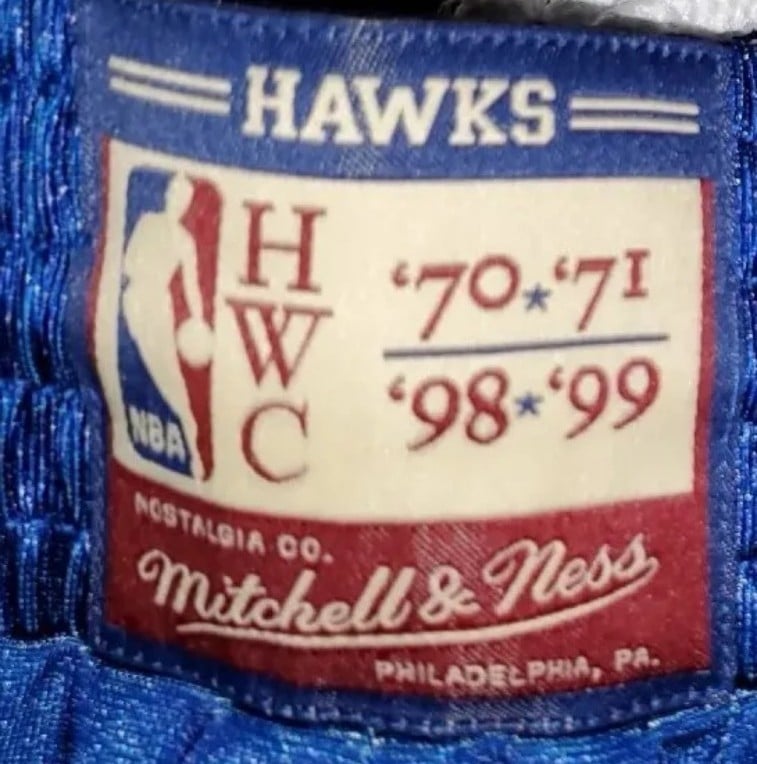 HAWKS
NBA
H
W
C
‘70★‘71
‘98★‘99
NOSTALGIA CO.
Mitchell & Ness
PHILADELPHIA, PA.